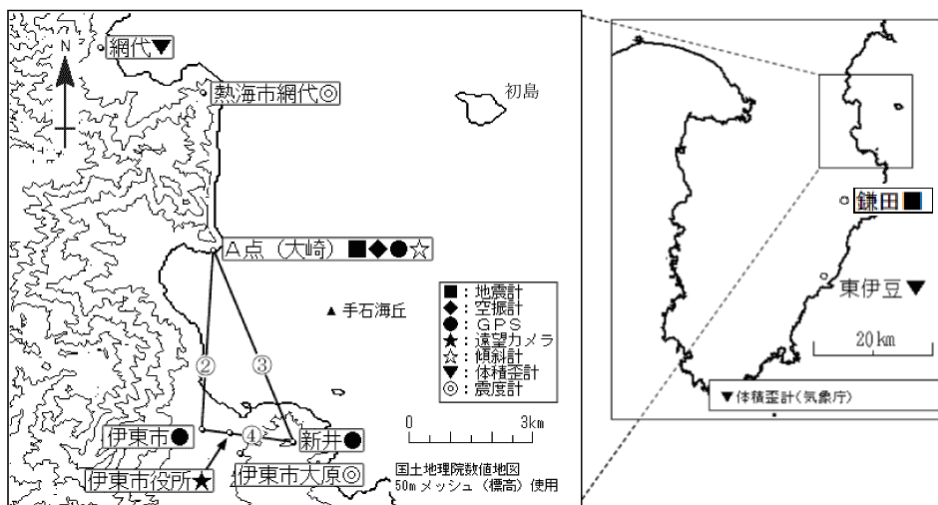 N
網代▼
熱海市網代◎
初島
A点（大崎）■◆●☆
▲手石海丘
■：地震計
◆：空振計
●：GPS
★：遠望カメラ
☆：傾斜計
▼：体積歪計
◎：震度計
②
③
④
伊東市●
新井●
伊東市役所★
伊東市大原◎
0 3km
国土地理院数値地図
50mメッシュ（標高）使用
鎌田■
東伊豆▼
20km
▼体積歪計(気象庁)